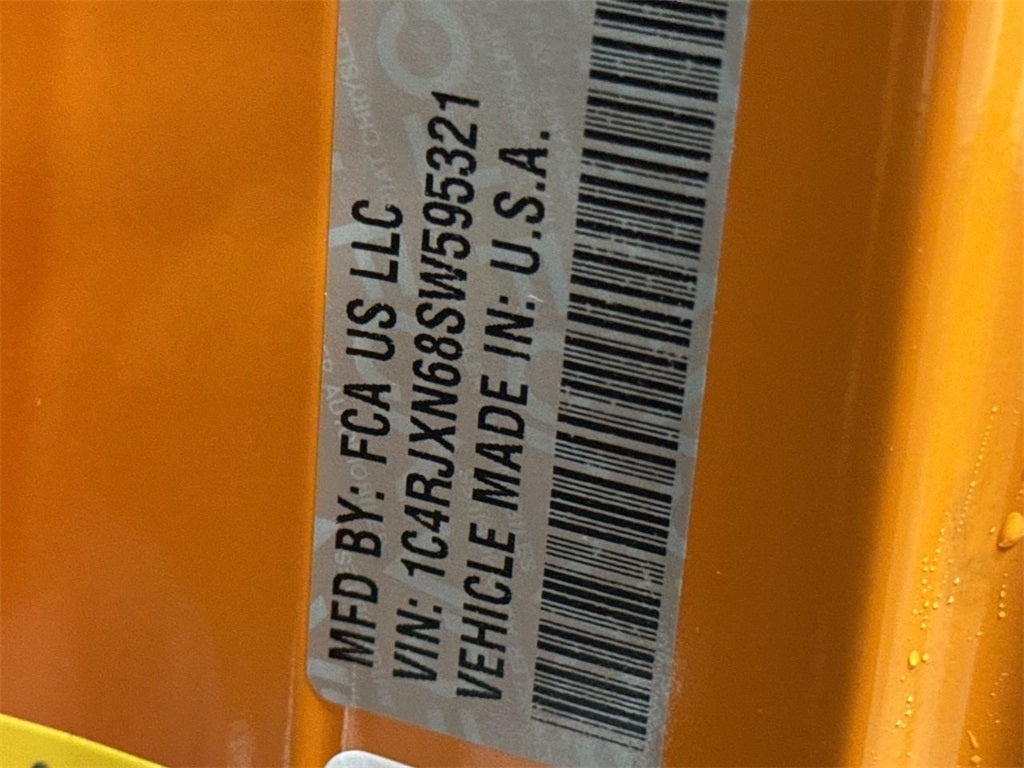 MFD BY: FCA US LLC
VIN: 1C4RJXN68SW595321
VEHICLE MADE IN: U.S.A.